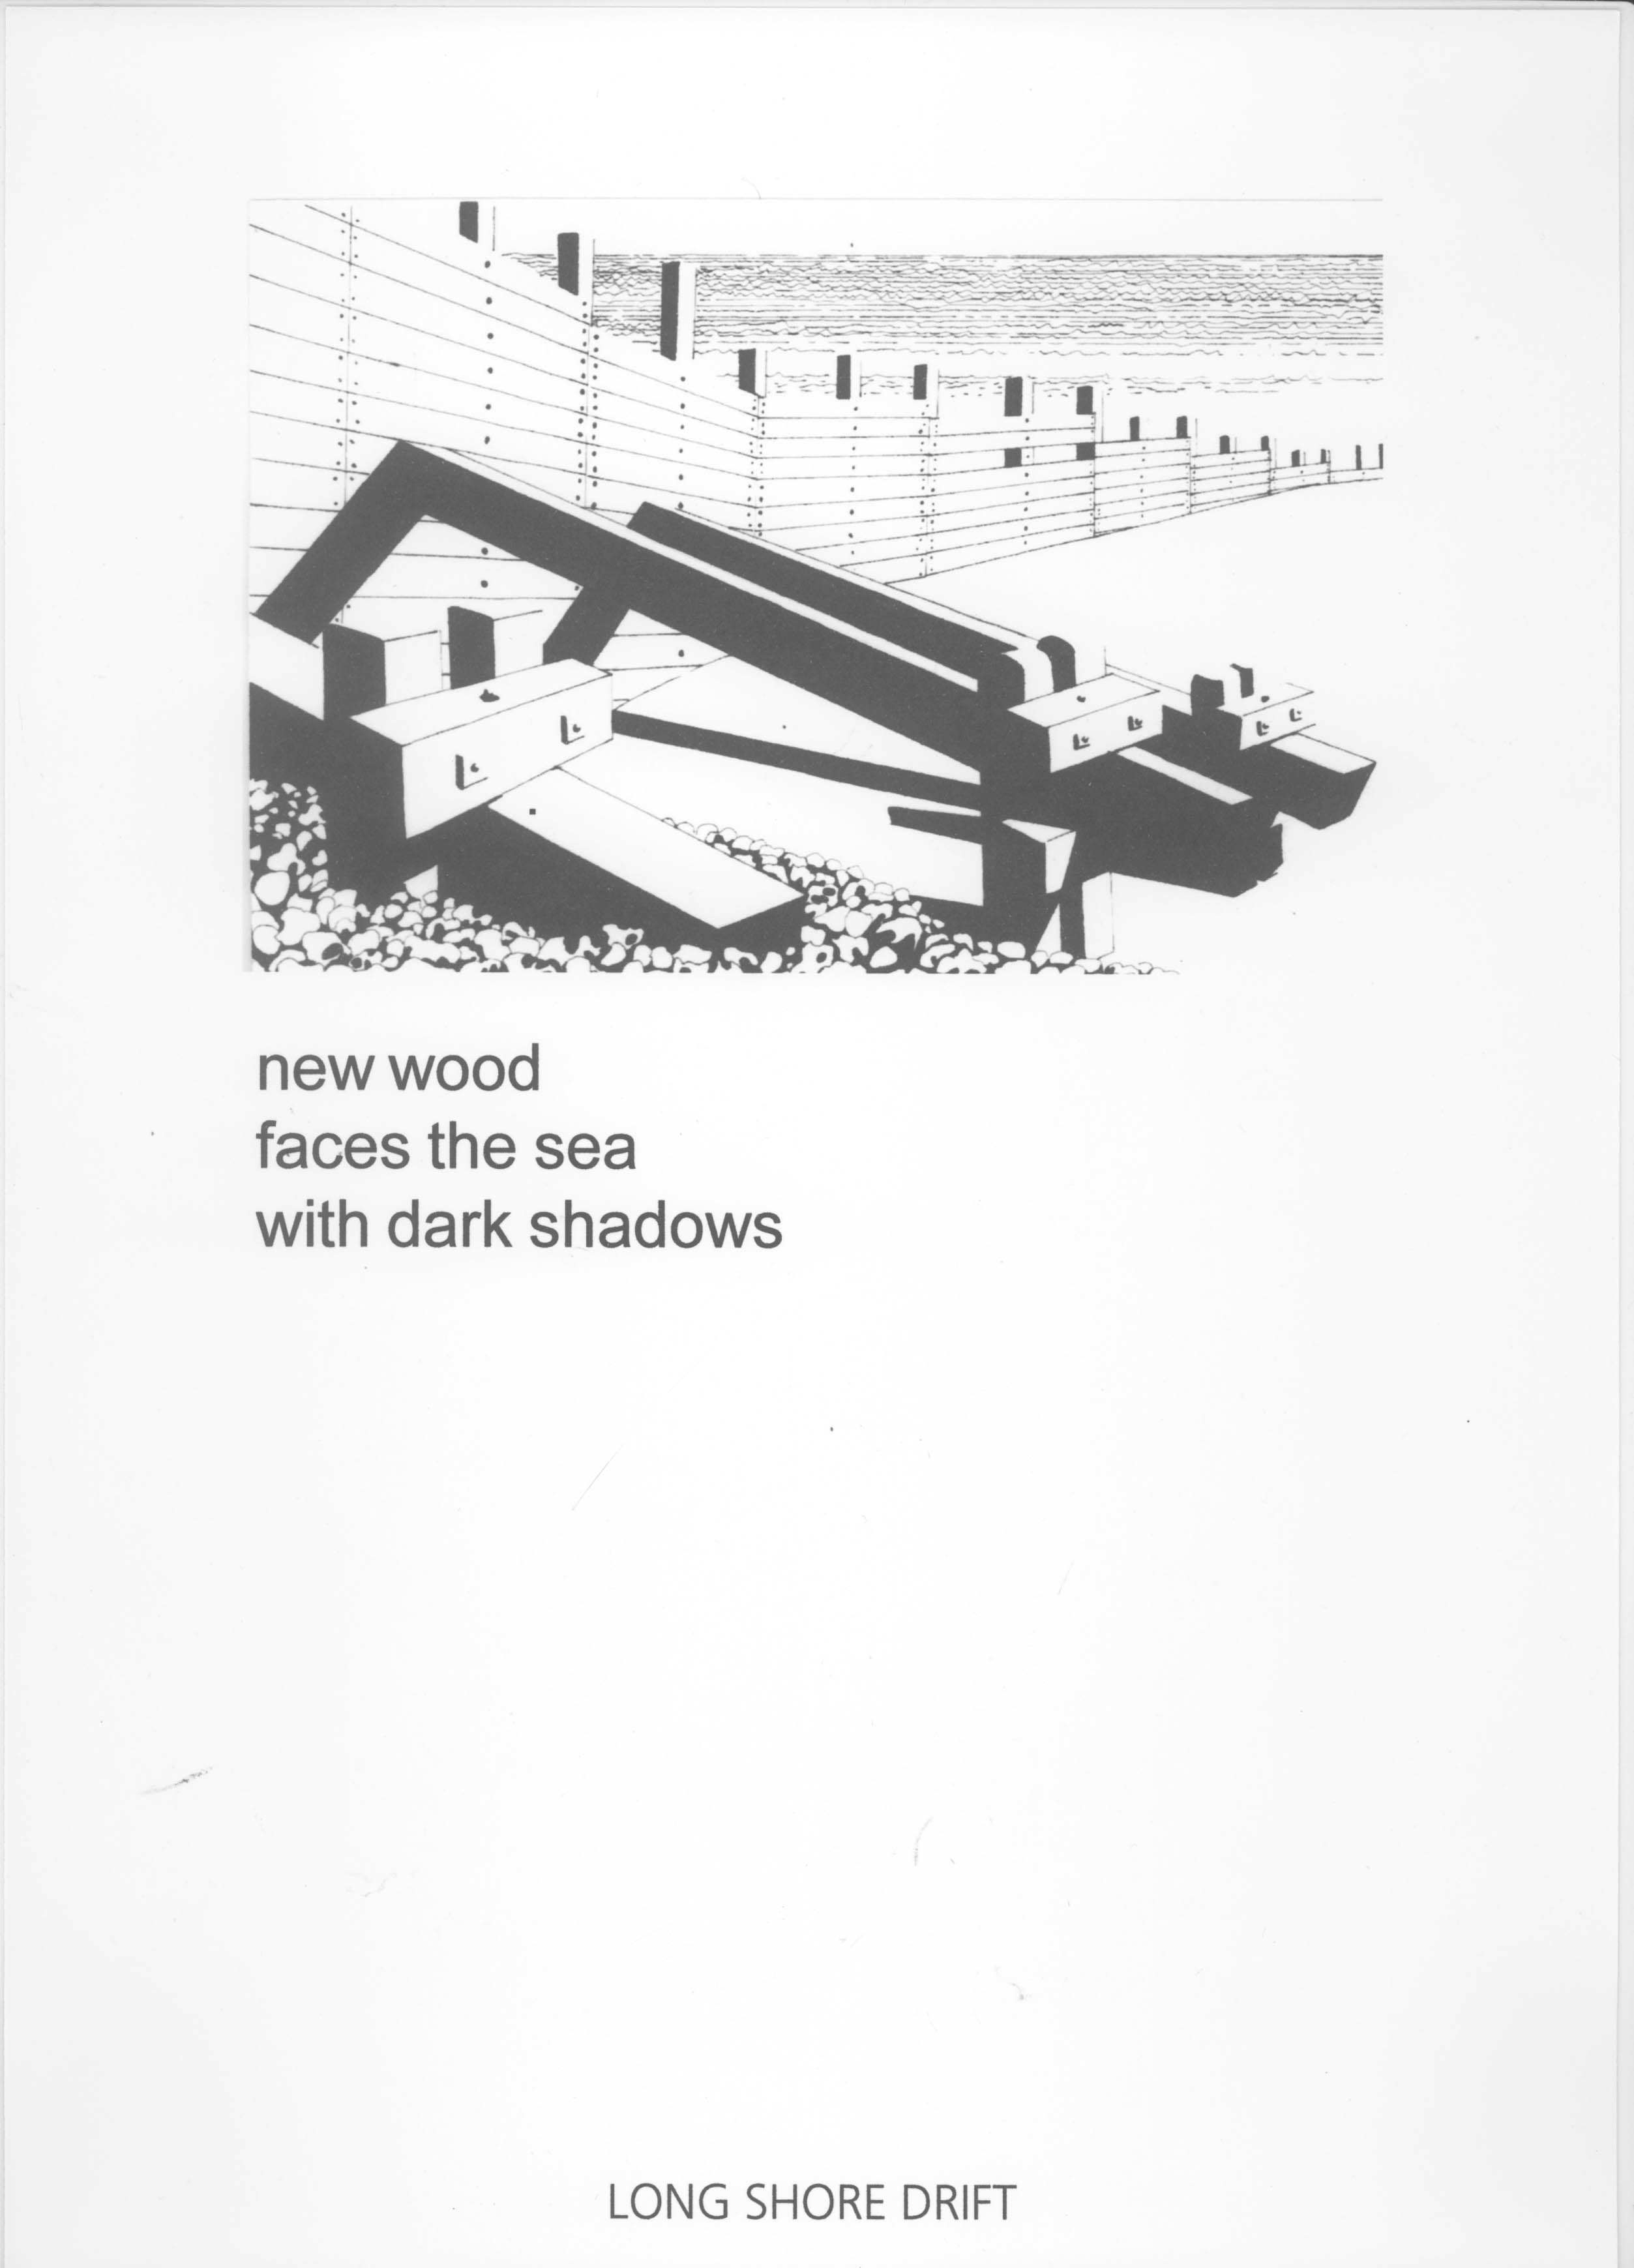 new wood
faces the sea
with dark shadows
LONG SHORE DRIFT